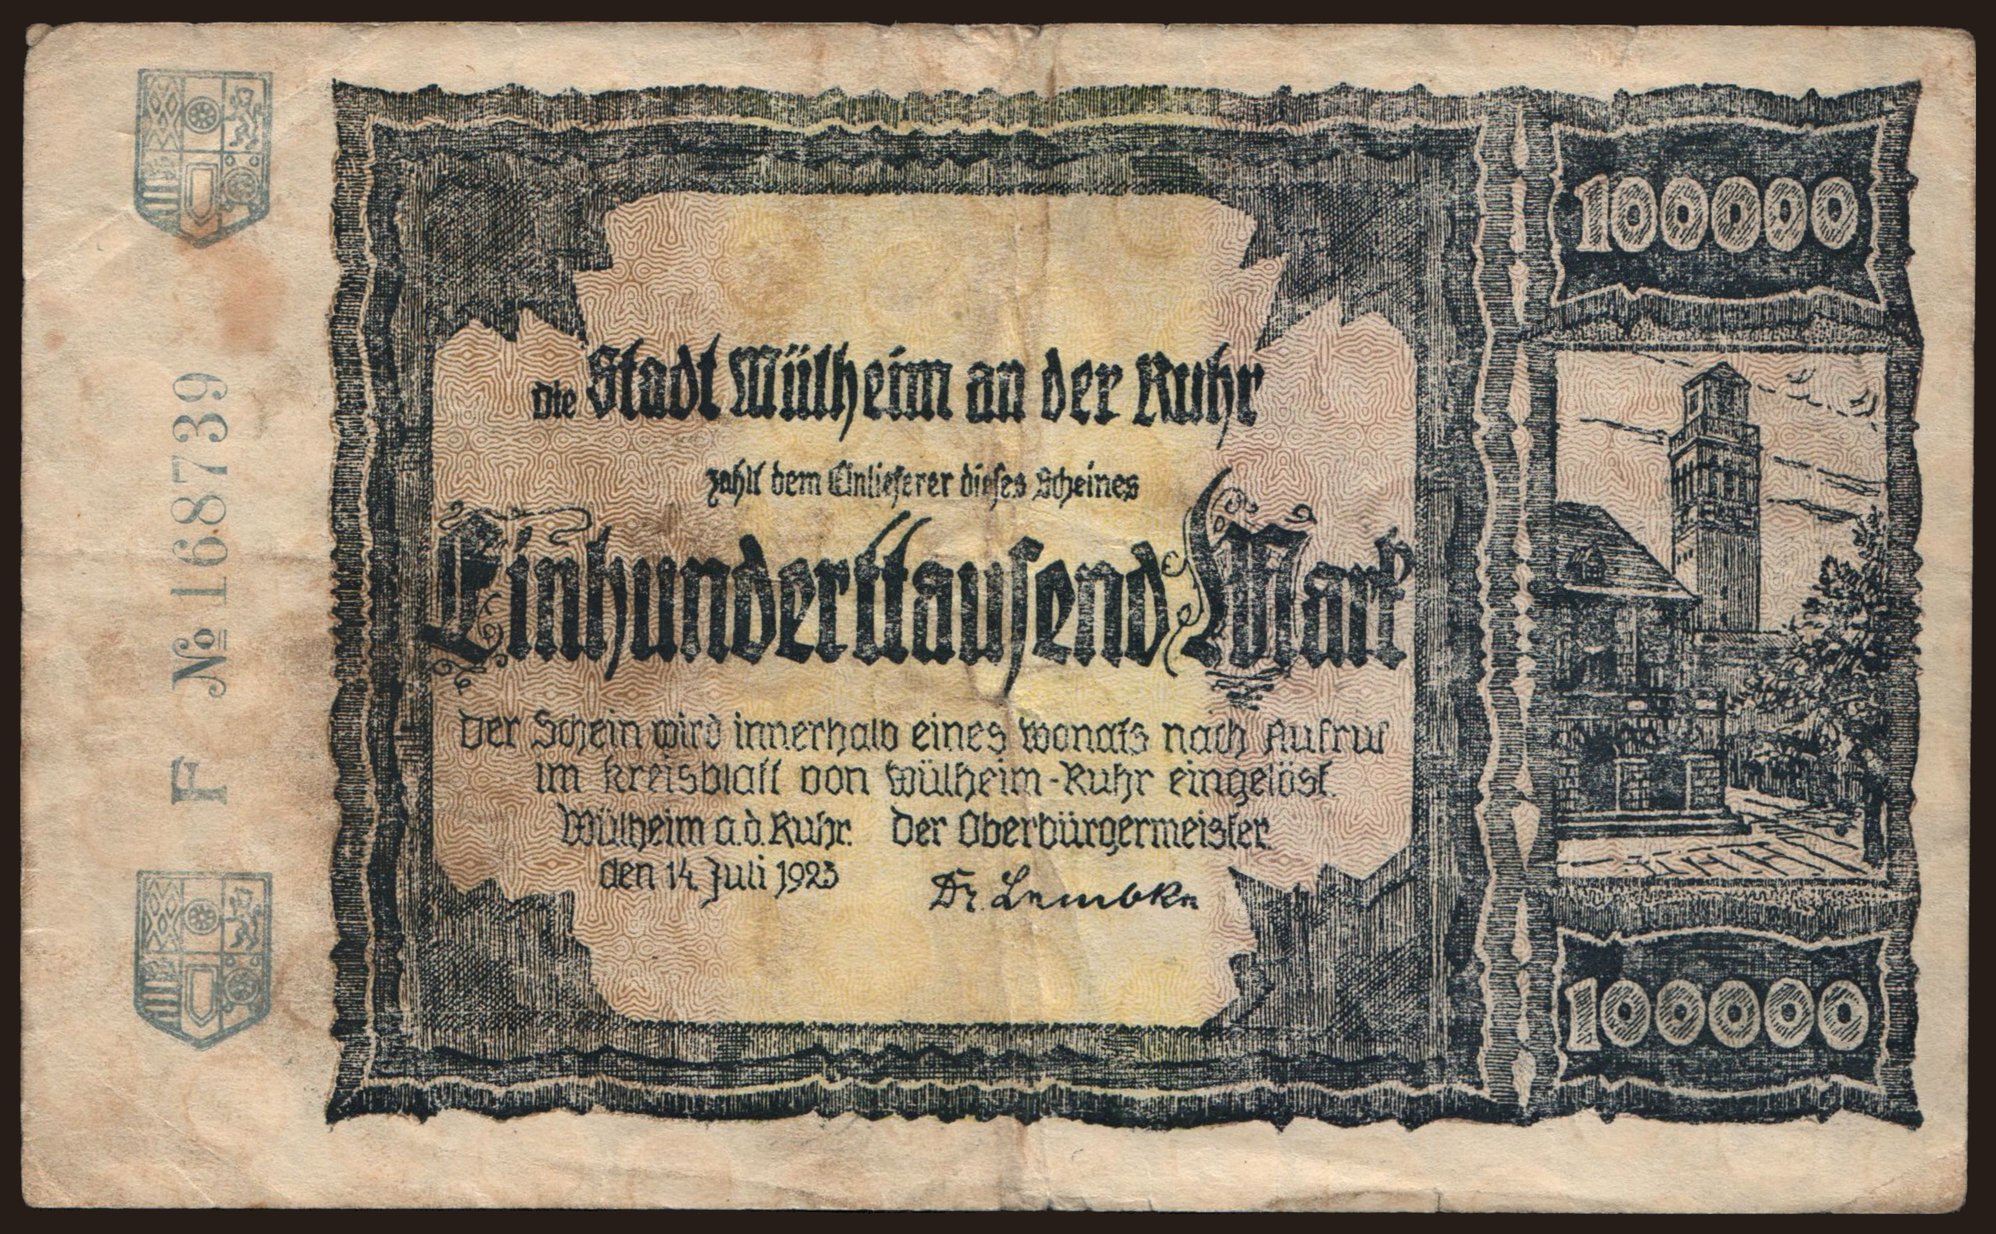 F № 168739
100000
Die Stadt Mülheim an der Ruhr
zahlt dem Einlieferer dieses Scheines
Einhunderttausend Mark
Der Schein wird innerhalb eines Monats nach Aufruf
im Kreisblatt von Mülheim-Ruhr eingelöst.
Mülheim a.d. Ruhr. Der Oberbürgermeister.
den 14. Juli 1923 Dr. Lembke
100000